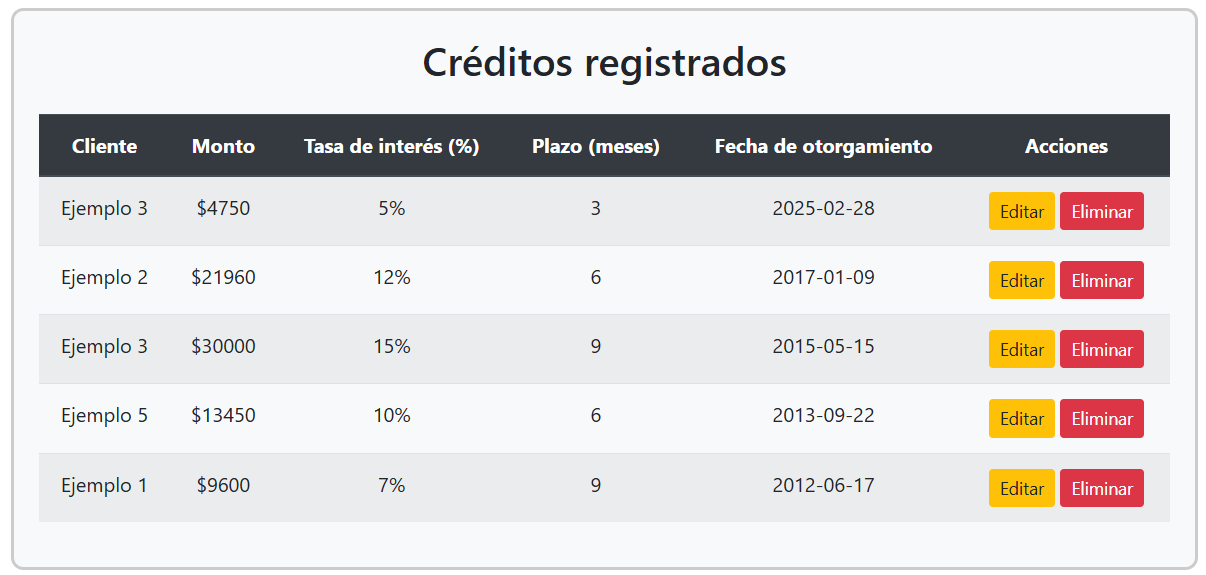 Créditos registrados
Cliente Monto Tasa de interés (%) Plazo (meses) Fecha de otorgamiento Acciones
Ejemplo 3 $4750 5% 3 2025-02-28 Editar Eliminar
Ejemplo 2 $21960 12% 6 2017-01-09 Editar Eliminar
Ejemplo 3 $30000 15% 9 2015-05-15 Editar Eliminar
Ejemplo 5 $13450 10% 6 2013-09-22 Editar Eliminar
Ejemplo 1 $9600 7% 9 2012-06-17 Editar Eliminar